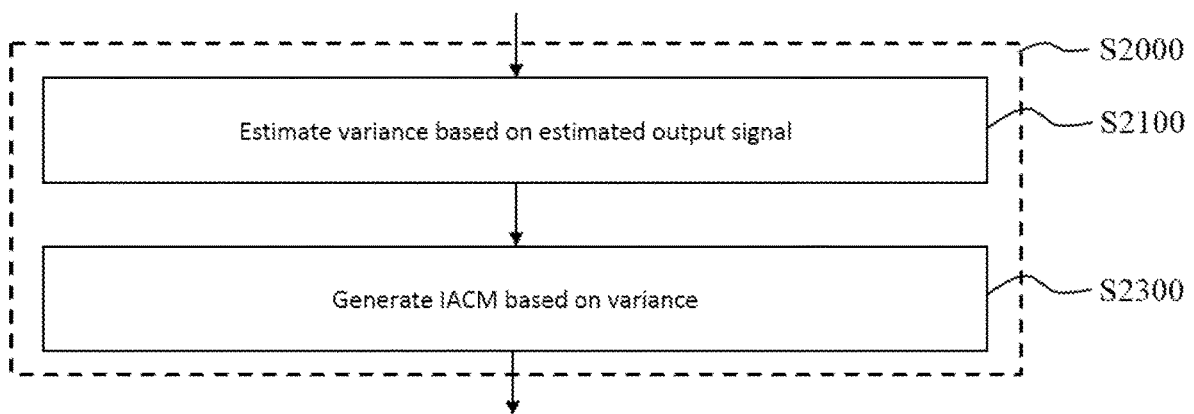 S2000
Estimate variance based on estimated output signal
S2100
Generate IACM based on variance
S2300